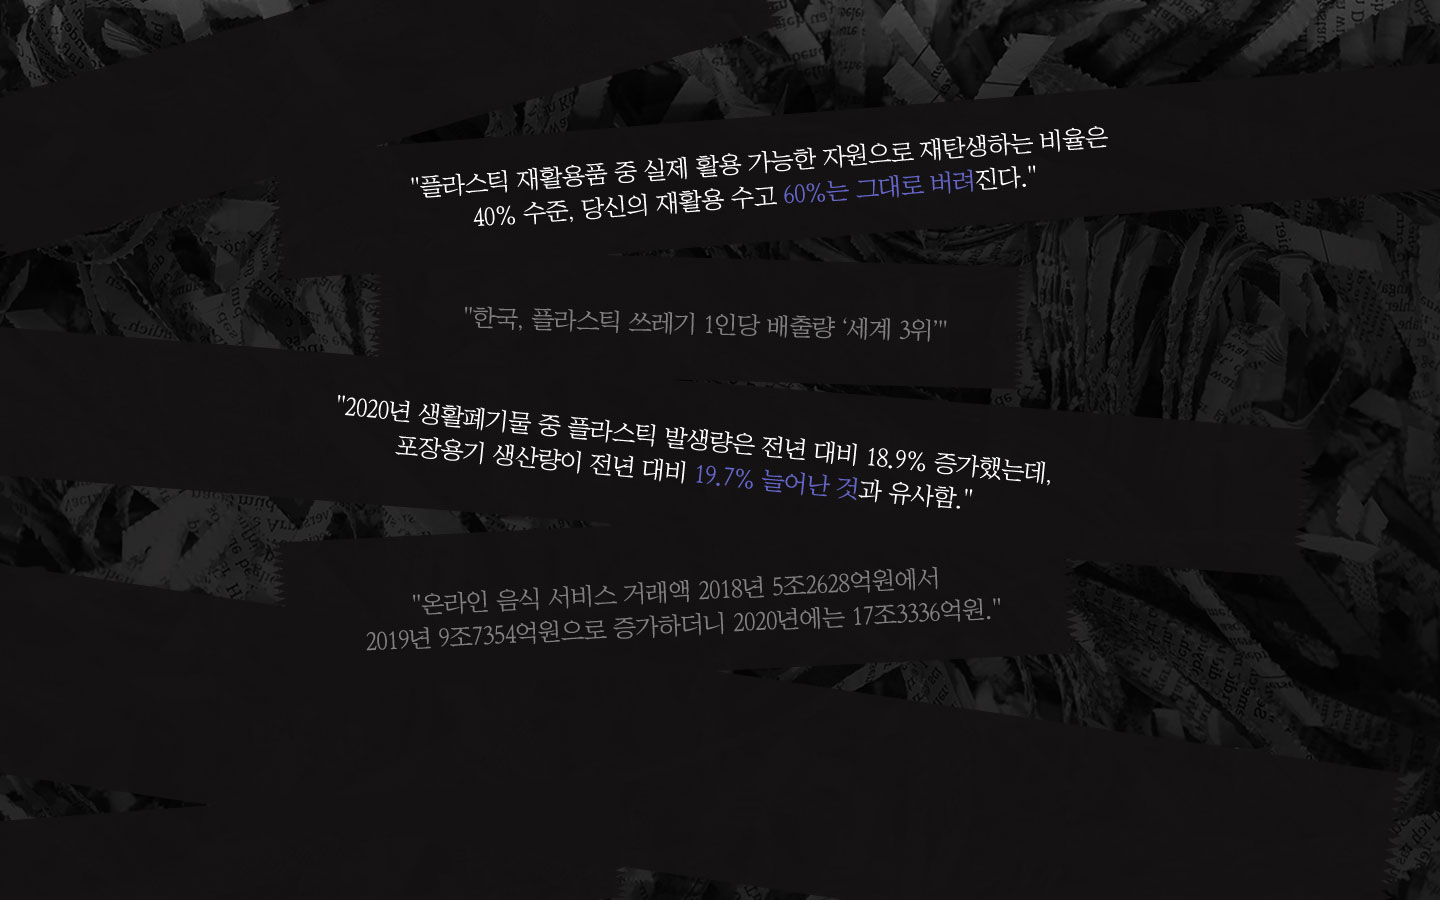 "플라스틱 재활용품 중 실제 활용 가능한 자원으로 재탄생하는 비율은
40% 수준, 당신의 재활용 수고 60%는 그대로 버려진다."
"한국, 플라스틱 쓰레기 1인당 배출량 ‘세계 3위’"
"2020년 생활폐기물 중 플라스틱 발생량은 전년 대비 18.9% 증가했는데,
포장용기 생산량이 전년 대비 19.7% 늘어난 것과 유사함."
"온라인 음식 서비스 거래액 2018년 5조2628억원에서
2019년 9조7354억원으로 증가하더니 2020년에는 17조3336억원."